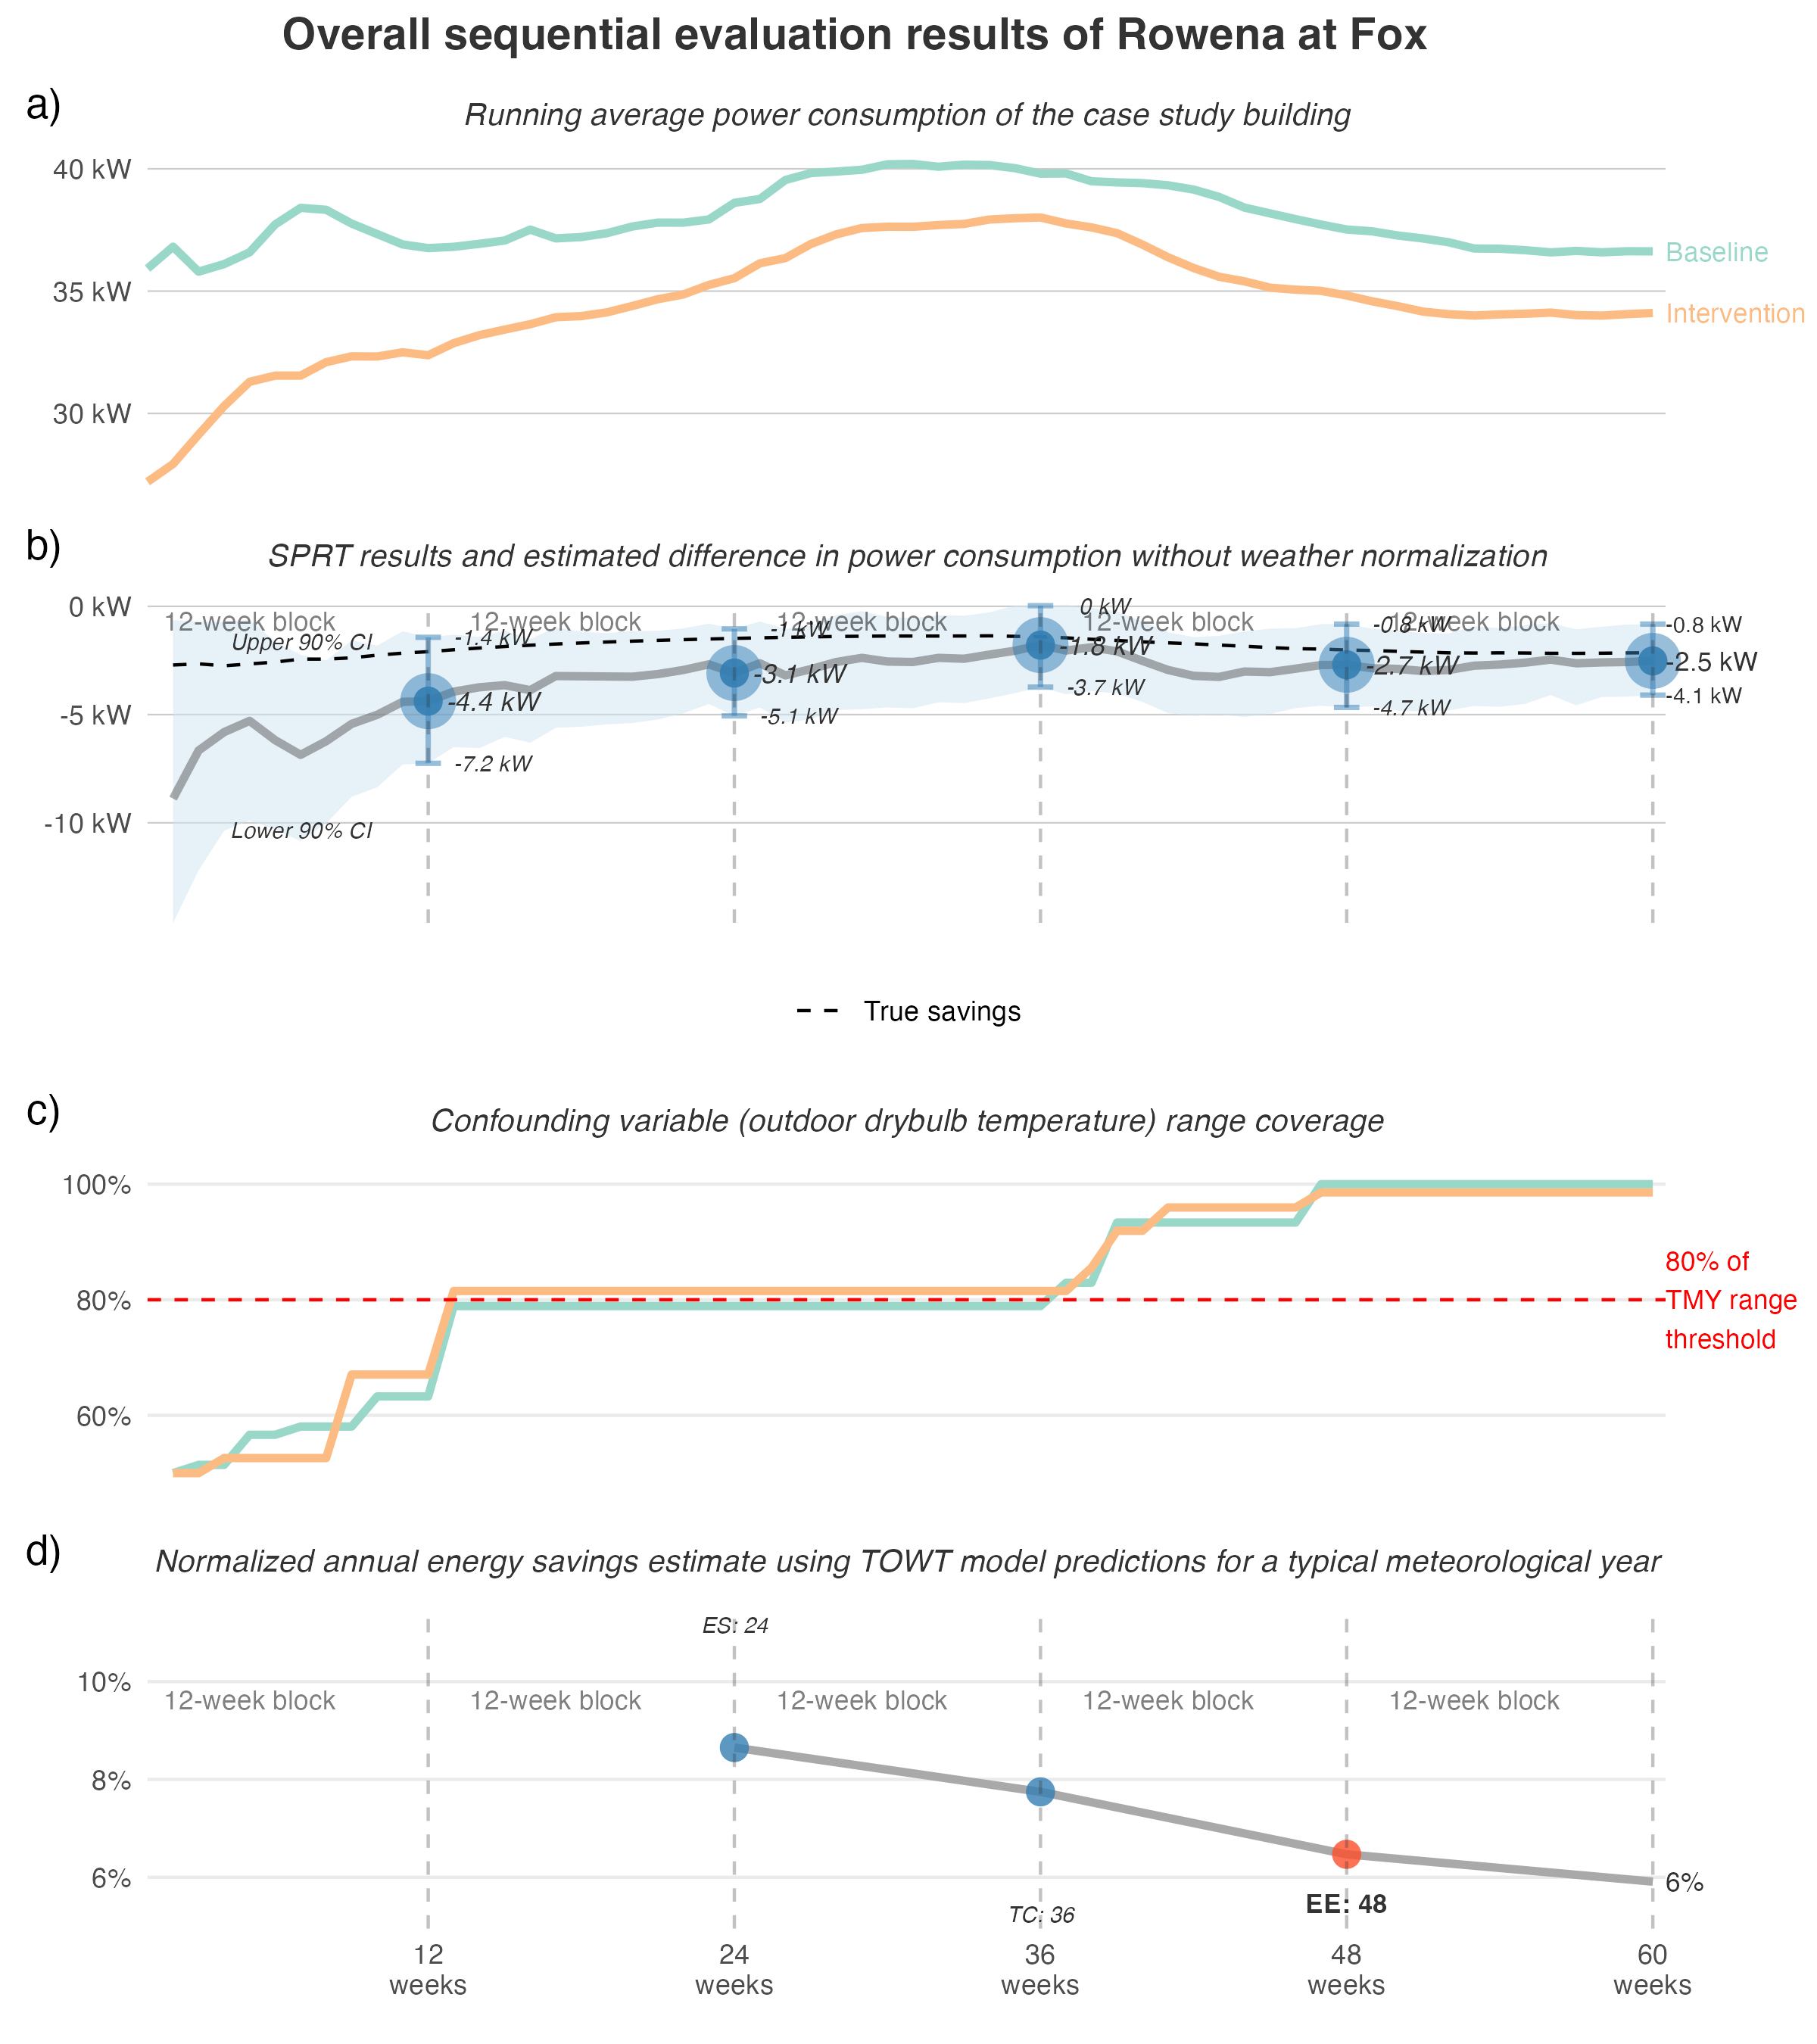 Overall sequential evaluation results of Rowena at Fox
a)
Running average power consumption of the case study building
40 kW
35 kW
30 kW
Baseline
Intervention
b)
SPRT results and estimated difference in power consumption without weather normalization
0 kW
-5 kW
-10 kW
12-week block
12-week block
12-week block
12-week block
12-week block
Upper 90% CI
Lower 90% CI
-1.4 kW
-4.4 kW
-7.2 kW
-1 kW
-3.1 kW
-5.1 kW
0 kW
-1.8 kW
-3.7 kW
-0.8 kW
-2.7 kW
-4.7 kW
-0.8 kW
-2.5 kW
-4.1 kW
True savings
c)
Confounding variable (outdoor drybulb temperature) range coverage
100%
80%
60%
80% of
TMY range
threshold
d)
Normalized annual energy savings estimate using TOWT model predictions for a typical meteorological year
ES: 24
10%
8%
6%
12-week block
12-week block
12-week block
12-week block
12-week block
6%
TC: 36
EE: 48
12
weeks
24
weeks
36
weeks
48
weeks
60
weeks